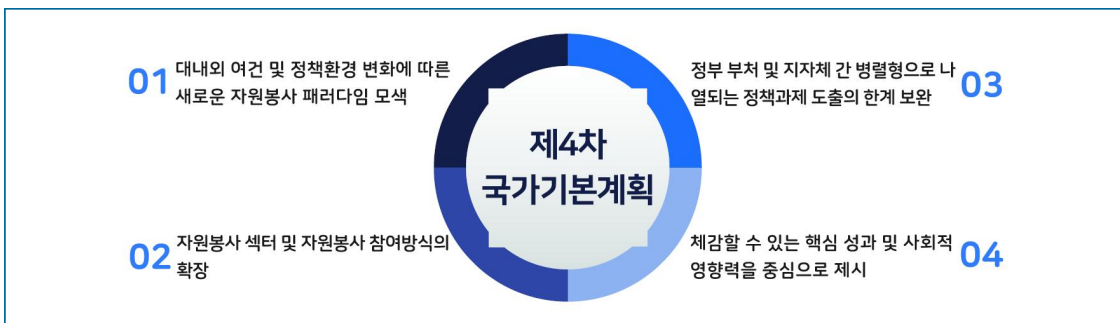 01
대내외 여건 및 정책환경 변화에 따른
새로운 자원봉사 패러다임 모색
02
자원봉사 섹터 및 자원봉사 참여방식의
확장
제4차
국가기본계획
정부 부처 및 지자체 간 병렬형으로 나
열되는 정책과제 도출의 한계 보완
03
체감할 수 있는 핵심 성과 및 사회적
영향력을 중심으로 제시
04